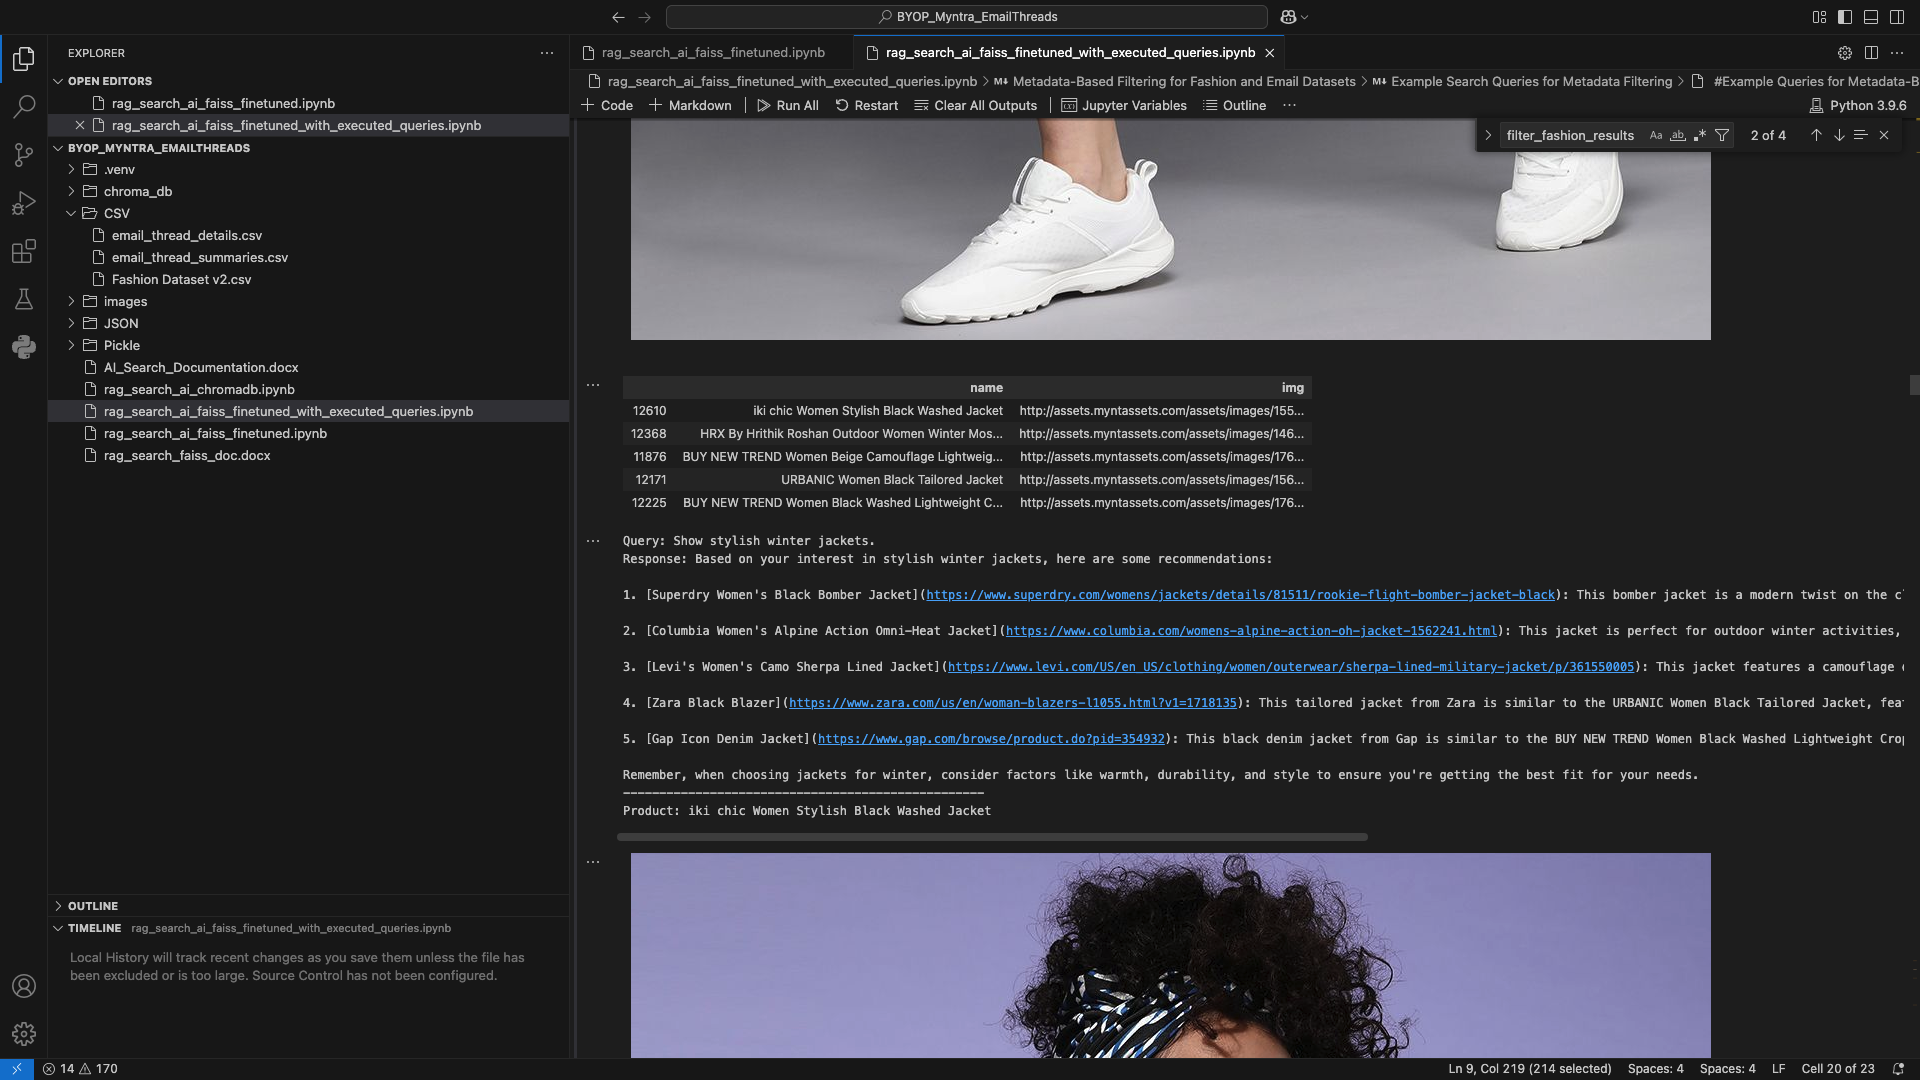 BYOP_Myntra_EmailThreads
EXPLORER
OPEN EDITORS
rag_search_ai_faiss_finetuned.ipynb
rag_search_ai_faiss_finetuned_with_executed_queries.ipynb
BYOP_MYNTRA_EMAILTHREADS
.venv
chroma_db
CSV
email_thread_details.csv
email_thread_summaries.csv
Fashion Dataset v2.csv
images
JSON
Pickle
AI_Search_Documentation.docx
rag_search_ai_chromadb.ipynb
rag_search_ai_faiss_finetuned_with_executed_queries.ipynb
rag_search_ai_faiss_finetuned.ipynb
rag_search_faiss_doc.docx
OUTLINE
TIMELINE rag_search_ai_faiss_finetuned_with_executed_queries.ipynb
Local History will track recent changes as you save them unless the file has
been excluded or is too large. Source Control has not been configured.
rag_search_ai_faiss_finetuned.ipynb
rag_search_ai_faiss_finetuned_with_executed_queries.ipynb
rag_search_ai_faiss_finetuned_with_executed_queries.ipynb > M↓ Metadata-Based Filtering for Fashion and Email Datasets > M↓ Example Search Queries for Metadata Filtering > #Example Queries for Metadata-B
+ Code + Markdown Run All Restart Clear All Outputs Jupyter Variables Outline ··· Python 3.9.6
filter_fashion_results Aa ab .* 2 of 4
name img
12610 iki chic Women Stylish Black Washed Jacket http://assets.myntassets.com/assets/images/155...
12368 HRX By Hrithik Roshan Outdoor Women Winter Mos... http://assets.myntassets.com/assets/images/146...
11876 BUY NEW TREND Women Beige Camouflage Lightweig... http://assets.myntassets.com/assets/images/176...
12171 URBANIC Women Black Tailored Jacket http://assets.myntassets.com/assets/images/156...
12225 BUY NEW TREND Women Black Washed Lightweight C... http://assets.myntassets.com/assets/images/176...
Query: Show stylish winter jackets.
Response: Based on your interest in stylish winter jackets, here are some recommendations:
1. [Superdry Women's Black Bomber Jacket](https://www.superdry.com/womens/jackets/details/81511/rookie-flight-bomber-jacket-black): This bomber jacket is a modern twist on the c
2. [Columbia Women's Alpine Action Omni-Heat Jacket](https://www.columbia.com/womens-alpine-action-oh-jacket-1562241.html): This jacket is perfect for outdoor winter activities,
3. [Levi's Women's Camo Sherpa Lined Jacket](https://www.levi.com/US/en_US/clothing/women/outerwear/sherpa-lined-military-jacket/p/361550005): This jacket features a camouflage
4. [Zara Black Blazer](https://www.zara.com/us/en/woman-blazers-l1055.html?v1=1718135): This tailored jacket from Zara is similar to the URBANIC Women Black Tailored Jacket, fea
5. [Gap Icon Denim Jacket](https://www.gap.com/browse/product.do?pid=354932): This black denim jacket from Gap is similar to the BUY NEW TREND Women Black Washed Lightweight Cro
Remember, when choosing jackets for winter, consider factors like warmth, durability, and style to ensure you're getting the best fit for your needs.
--------------------------------------------------
Product: iki chic Women Stylish Black Washed Jacket
14 170
Ln 9, Col 219 (214 selected) Spaces: 4 Spaces: 4 LF Cell 20 of 23